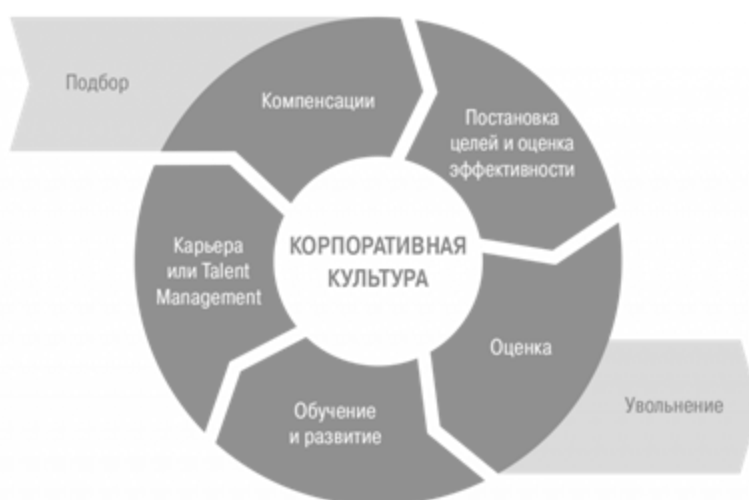 Подбор
Компенсации
Постановка
целей и оценка
эффективности
Карьера
или Talent
Management
КОРПОРАТИВНАЯ
КУЛЬТУРА
Оценка
Обучение
и развитие
Увольнение